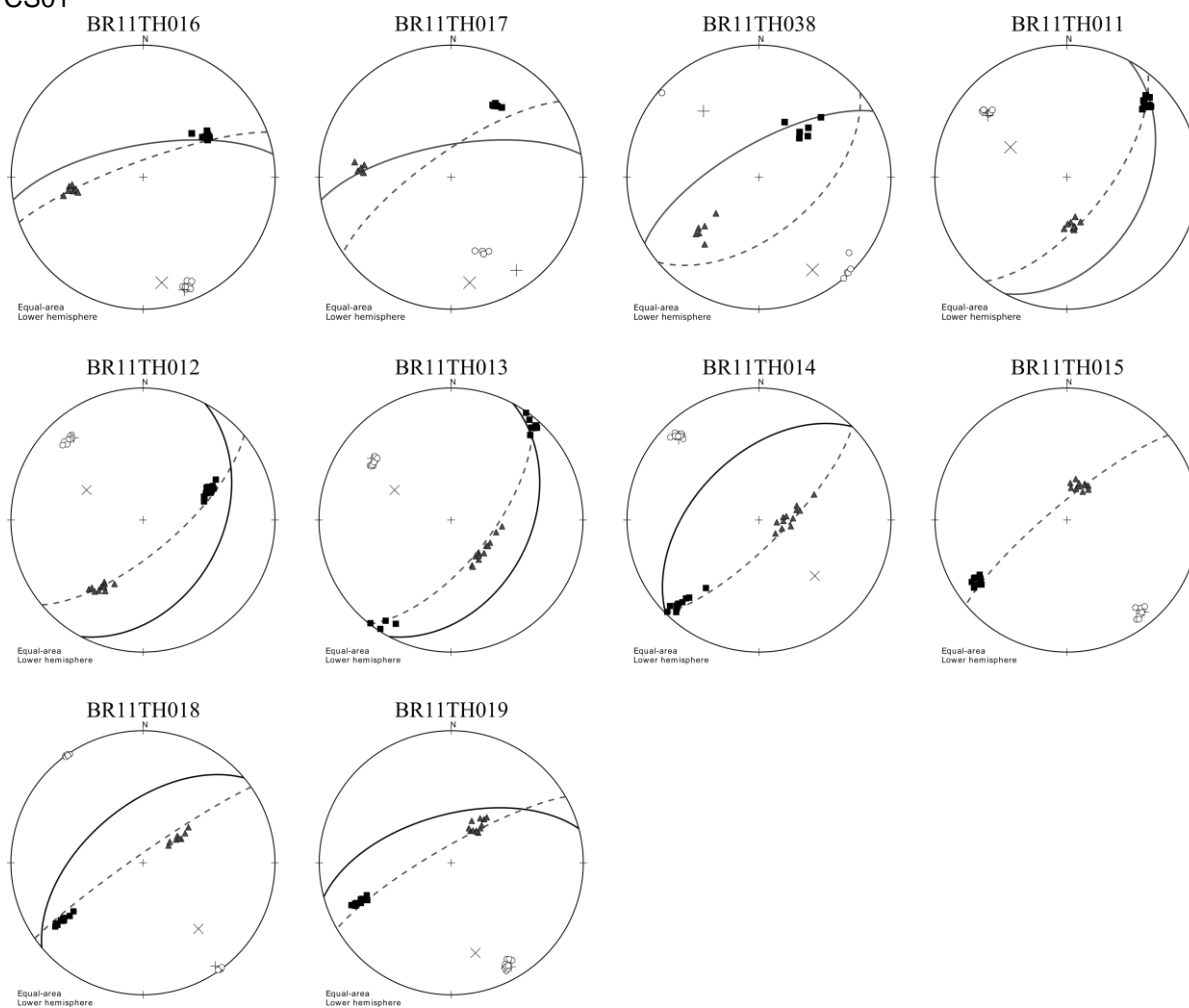 CS01
BR11TH016 BR11TH017 BR11TH038 BR11TH011
N N N N
Equal-area Equal-area Equal-area Equal-area
Lower hemisphere Lower hemisphere Lower hemisphere Lower hemisphere
BR11TH012 BR11TH013 BR11TH014 BR11TH015
N N N N
Equal-area Equal-area Equal-area Equal-area
Lower hemisphere Lower hemisphere Lower hemisphere Lower hemisphere
BR11TH018 BR11TH019
N N
Equal-area Equal-area
Lower hemisphere Lower hemisphere